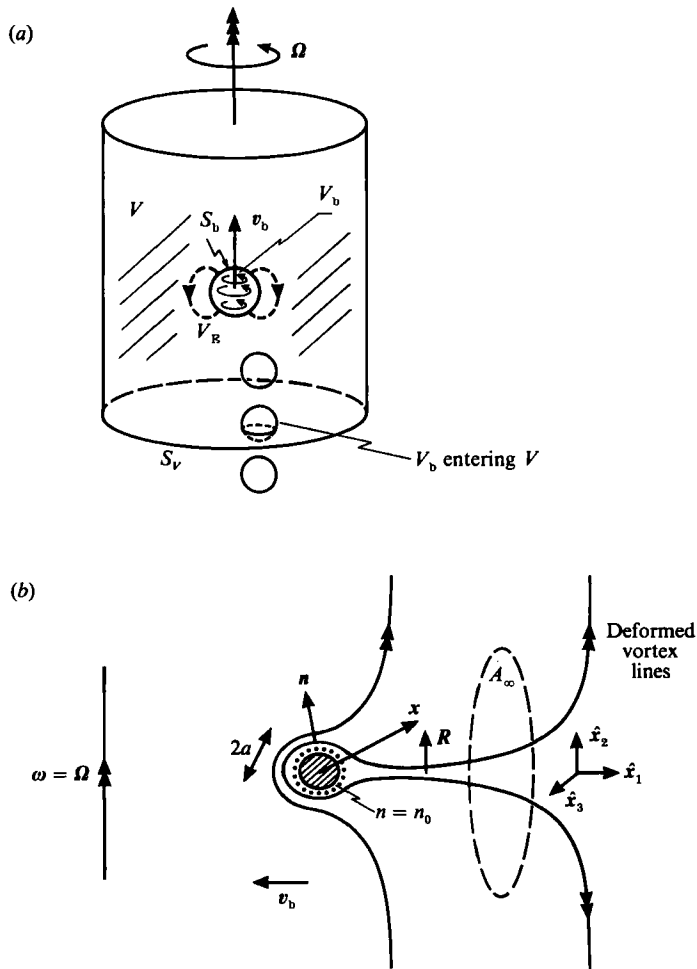 (a)
Ω
V
S_b
v_b
V_b
V_E
S_V
V_b entering V
(b)
Deformed
vortex
lines
n
A_∞
x
2a
R
x̂_2
ω = Ω
x̂_1
x̂_3
n = n_0
v_b